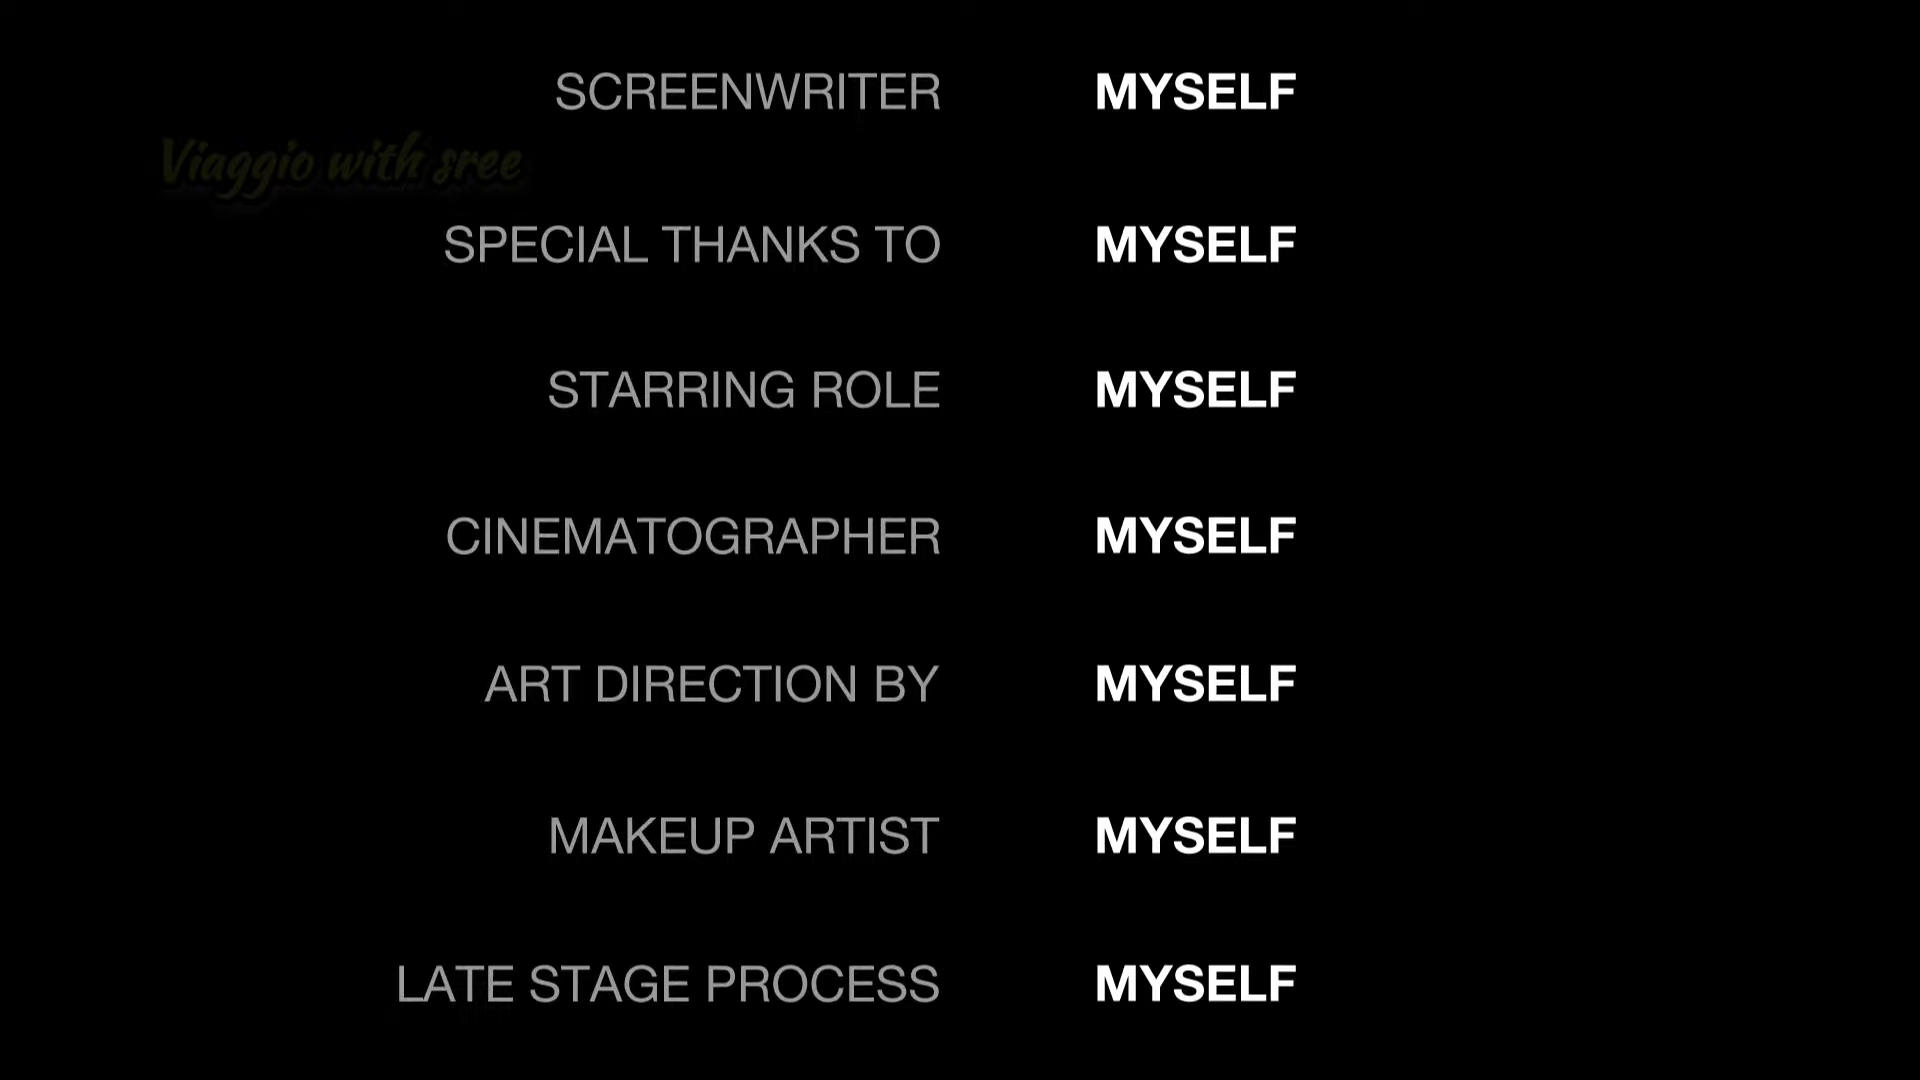 SCREENWRITER MYSELF
Viaggio with sree
SPECIAL THANKS TO MYSELF
STARRING ROLE MYSELF
CINEMATOGRAPHER MYSELF
ART DIRECTION BY MYSELF
MAKEUP ARTIST MYSELF
LATE STAGE PROCESS MYSELF